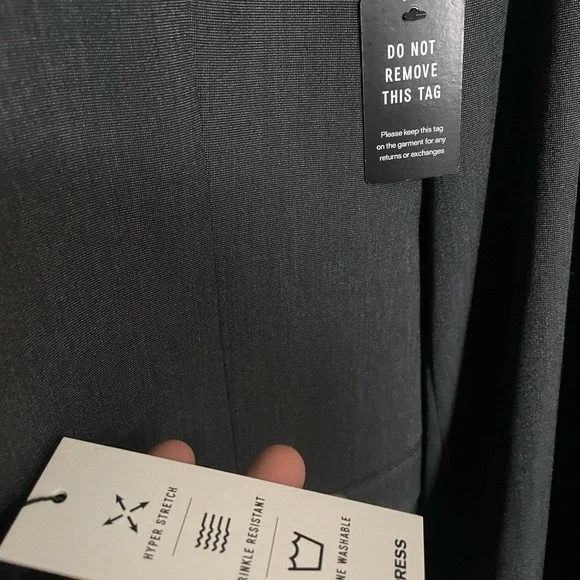 DO NOT
REMOVE
THIS TAG
Please keep this tag
on the garment for any
returns or exchanges
HYPER STRETCH
RINKLE RESISTANT
NE WASHABLE
RESS